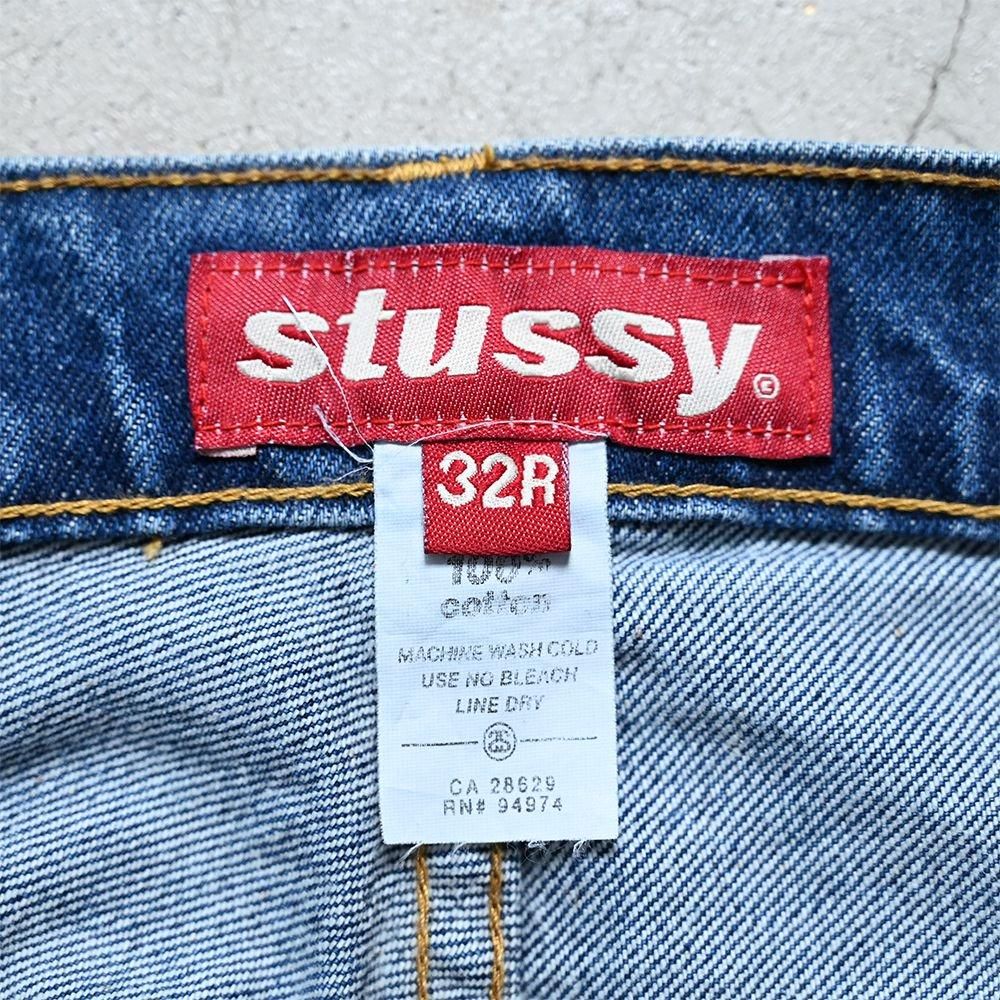 stussy®
32R
100%
cotton
MACHINE WASH COLD
USE NO BLEACH
LINE DRY
CA 28629
RN# 94974